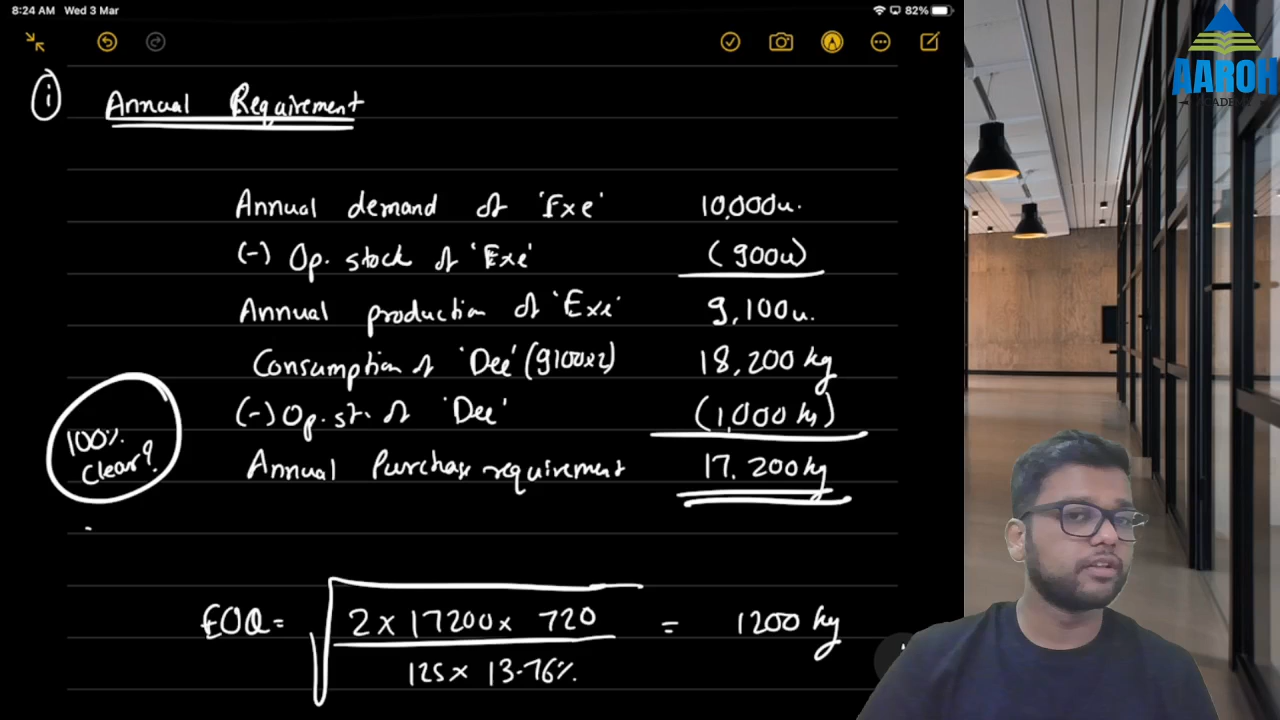 8:24 AM Wed 3 Mar
82%
AAROH
ACADEMY
i Annual Requirement
Annual demand of 'Exe' 10,000u.
(-) Op. stock of 'Exe' (900u)
Annual production of 'Exe' 9,100u.
Consumption of 'Dee' (9100x2) 18,200 kg
(-) Op. st. of 'Dee' (1,000 kg)
Annual Purchase requirement 17,200 kg
100%
clear?
EOQ = √ 2 x 17200 x 720 = 1200 kg
125 x 13.76%